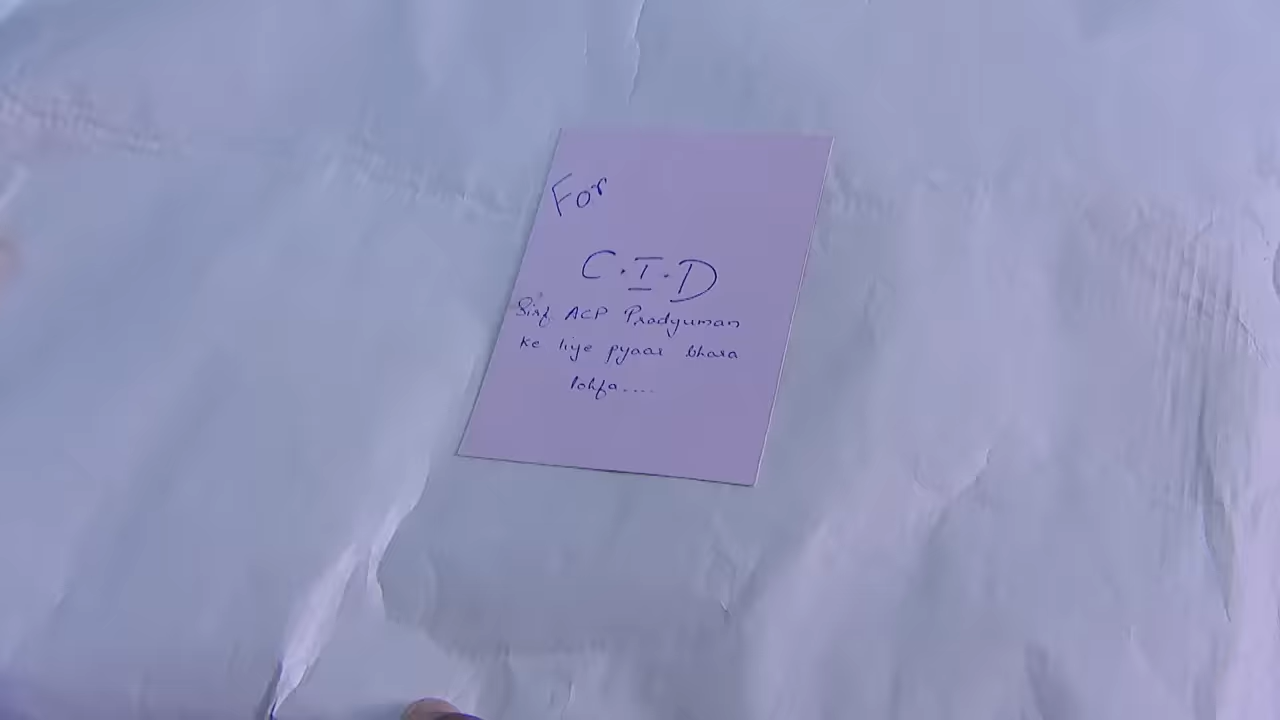 For
C.I.D
Sirf ACP Pradyuman
ke liye pyaar bhara
tohfa....